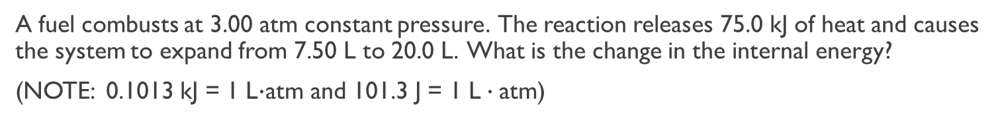 A fuel combusts at 3.00 atm constant pressure. The reaction releases 75.0 kJ of heat and causes
the system to expand from 7.50 L to 20.0 L. What is the change in the internal energy?
(NOTE: 0.1013 kJ = 1 L·atm and 101.3 J = 1 L · atm)